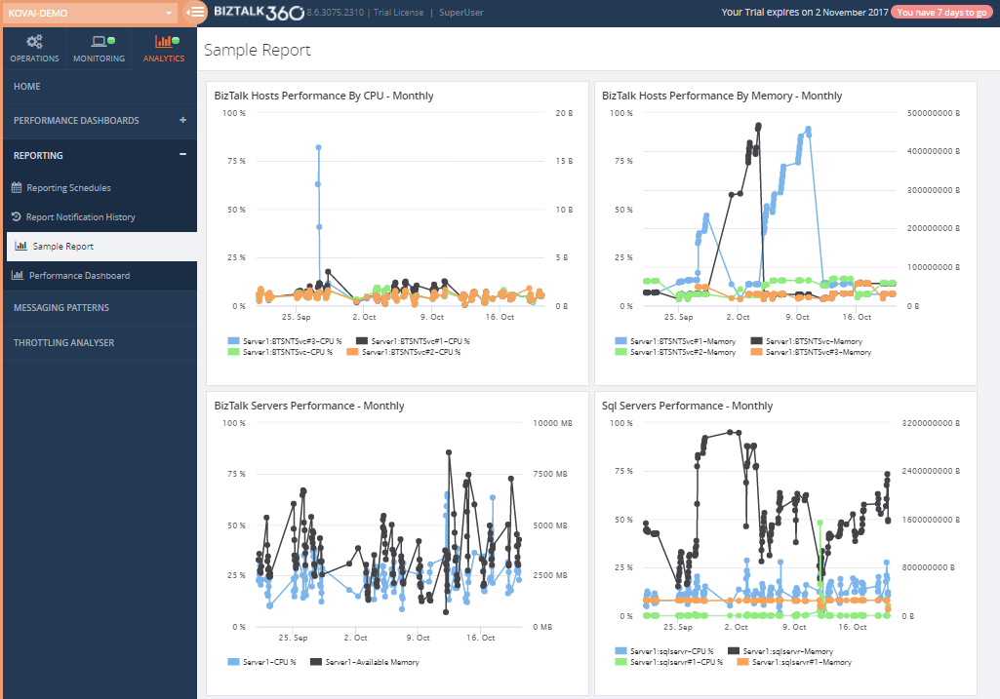 KOVAI-DEMO
BIZTALK360 8.6.3075.2310 | Trial License | SuperUser
Your Trial expires on 2 November 2017 You have 7 days to go
OPERATIONS MONITORING ANALYTICS
HOME
PERFORMANCE DASHBOARDS +
REPORTING −
Reporting Schedules
Report Notification History
Sample Report
Performance Dashboard
MESSAGING PATTERNS
THROTTLING ANALYSER
Sample Report
BizTalk Hosts Performance By CPU - Monthly
100 % 20 B
75 % 15 B
50 % 10 B
25 % 5 B
0 % 0 B
25. Sep 2. Oct 9. Oct 16. Oct
Server1:BTSNTSvc#3-CPU % Server1:BTSNTSvc#1-CPU %
Server1:BTSNTSvc-CPU % Server1:BTSNTSvc#2-CPU %
BizTalk Hosts Performance By Memory - Monthly
100 % 500000000 B
75 % 400000000 B
300000000 B
50 % 200000000 B
25 % 100000000 B
0 % 0 B
25. Sep 2. Oct 9. Oct 16. Oct
Server1:BTSNTSvc#1-Memory Server1:BTSNTSvc-Memory
Server1:BTSNTSvc#2-Memory Server1:BTSNTSvc#3-Memory
BizTalk Servers Performance - Monthly
100 % 10000 MB
75 % 7500 MB
50 % 5000 MB
25 % 2500 MB
0 % 0 MB
25. Sep 2. Oct 9. Oct 16. Oct
Server1-CPU % Server1-Available Memory
Sql Servers Performance - Monthly
100 % 3200000000 B
75 % 2400000000 B
50 % 1600000000 B
25 % 800000000 B
0 % 0 B
25. Sep 2. Oct 9. Oct 16. Oct
Server1:sqlservr-CPU % Server1:sqlservr-Memory
Server1:sqlservr#1-CPU % Server1:sqlservr#1-Memory